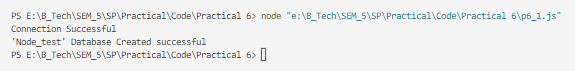 PS E:\B_Tech\SEM_5\SP\Practical\Code\Practical 6> node "e:\B_Tech\SEM_5\SP\Practical\Code\Practical 6\p6_1.js"
Connection Successful
'Node_test' Database Created successful
PS E:\B_Tech\SEM_5\SP\Practical\Code\Practical 6>